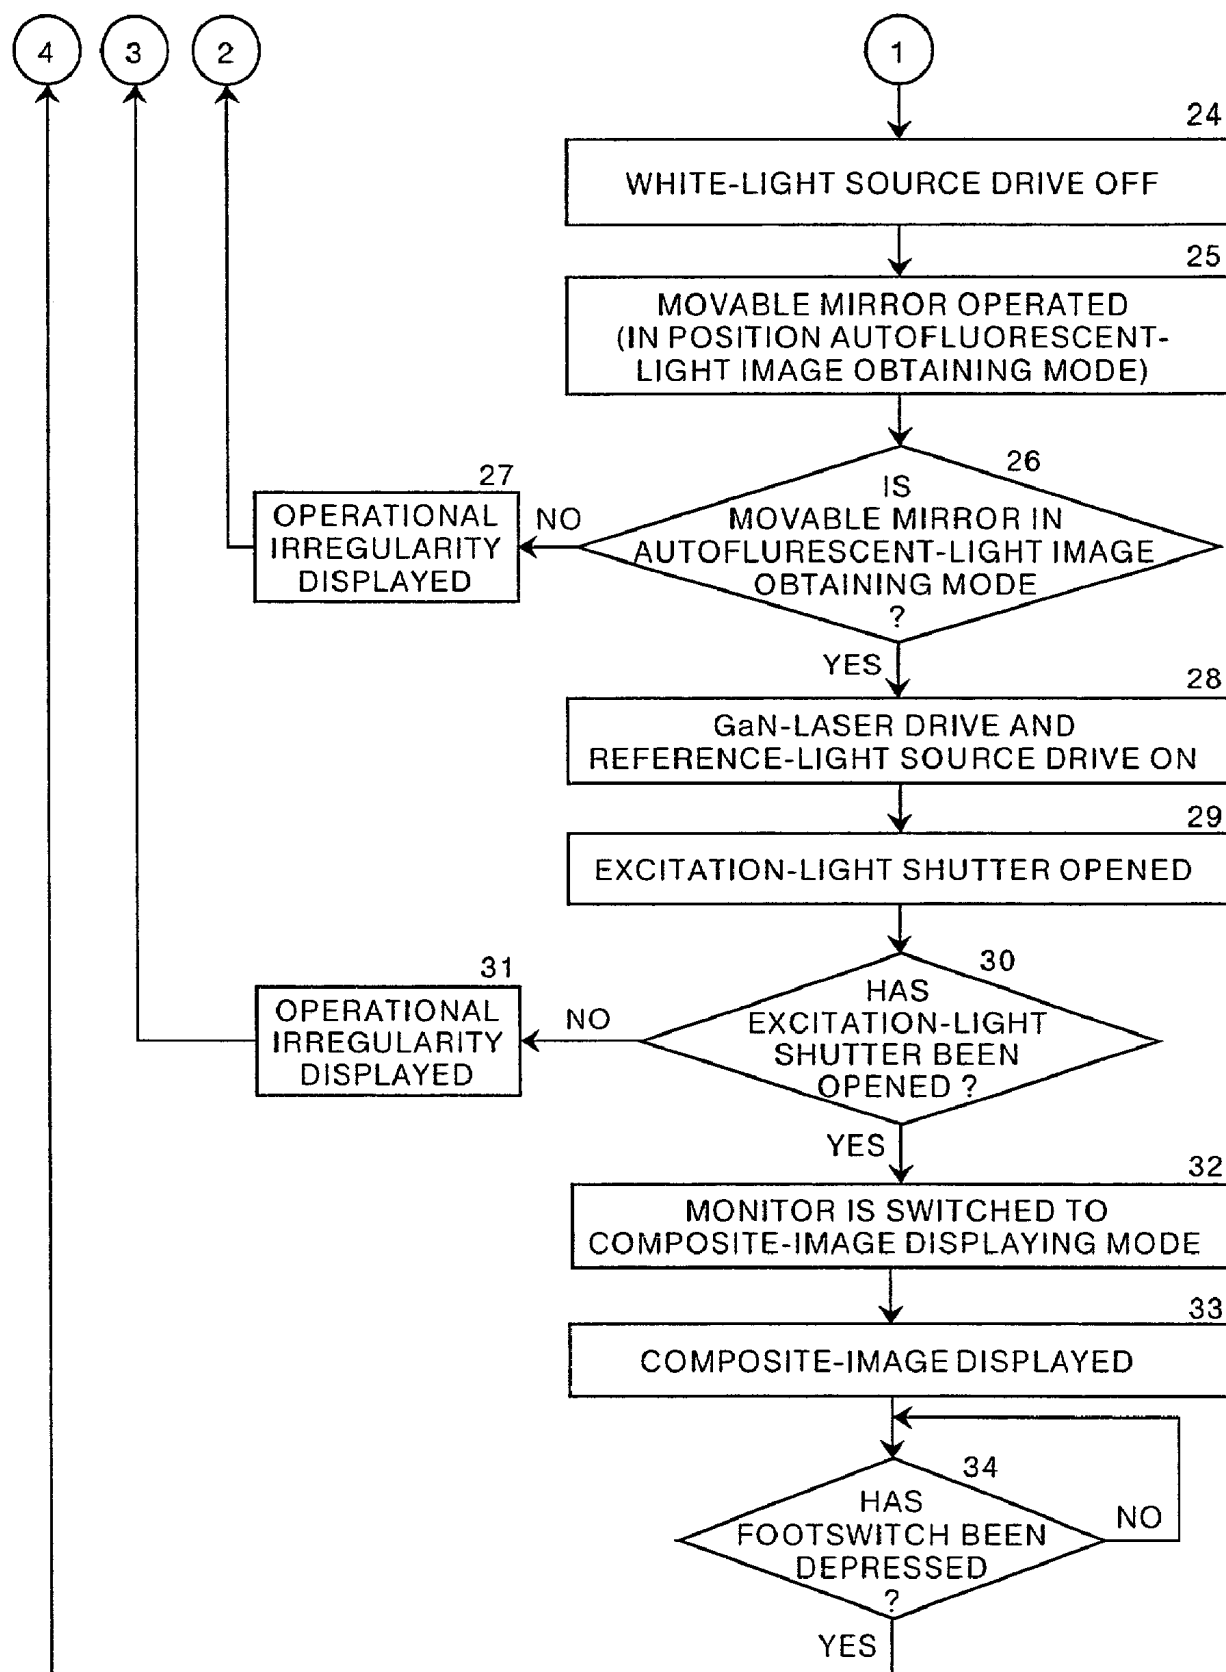 4
3
2
1
24
WHITE-LIGHT SOURCE DRIVE OFF
25
MOVABLE MIRROR OPERATED
(IN POSITION AUTOFLUORESCENT-
LIGHT IMAGE OBTAINING MODE)
26
IS
MOVABLE MIRROR IN
AUTOFLURESCENT-LIGHT IMAGE
OBTAINING MODE
?
NO
27
OPERATIONAL
IRREGULARITY
DISPLAYED
YES
28
GaN-LASER DRIVE AND
REFERENCE-LIGHT SOURCE DRIVE ON
29
EXCITATION-LIGHT SHUTTER OPENED
30
HAS
EXCITATION-LIGHT
SHUTTER BEEN
OPENED ?
NO
31
OPERATIONAL
IRREGULARITY
DISPLAYED
YES
32
MONITOR IS SWITCHED TO
COMPOSITE-IMAGE DISPLAYING MODE
33
COMPOSITE-IMAGE DISPLAYED
34
HAS
FOOTSWITCH BEEN
DEPRESSED
?
NO
YES